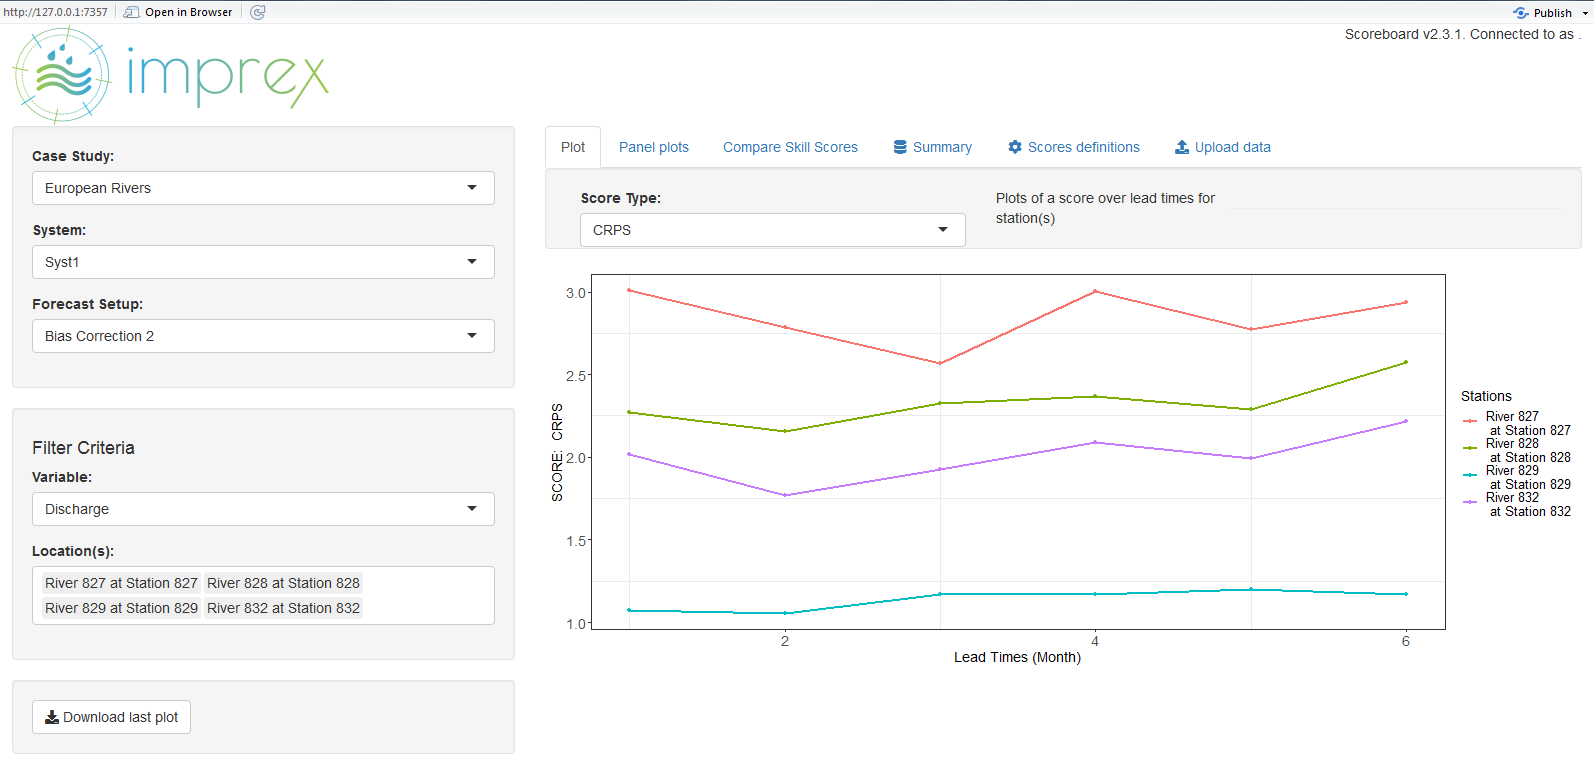 http://127.0.0.1:7357 Open in Browser Publish
Scoreboard v2.3.1. Connected to as .
imprex
Case Study:
European Rivers
System:
Syst1
Forecast Setup:
Bias Correction 2
Filter Criteria
Variable:
Discharge
Location(s):
River 827 at Station 827 River 828 at Station 828
River 829 at Station 829 River 832 at Station 832
Download last plot
Plot Panel plots Compare Skill Scores Summary Scores definitions Upload data
Score Type:
CRPS
Plots of a score over lead times for
station(s)
SCORE: CRPS
3.0
2.5
2.0
1.5
1.0
2 4 6
Lead Times (Month)
Stations
River 827
at Station 827
River 828
at Station 828
River 829
at Station 829
River 832
at Station 832